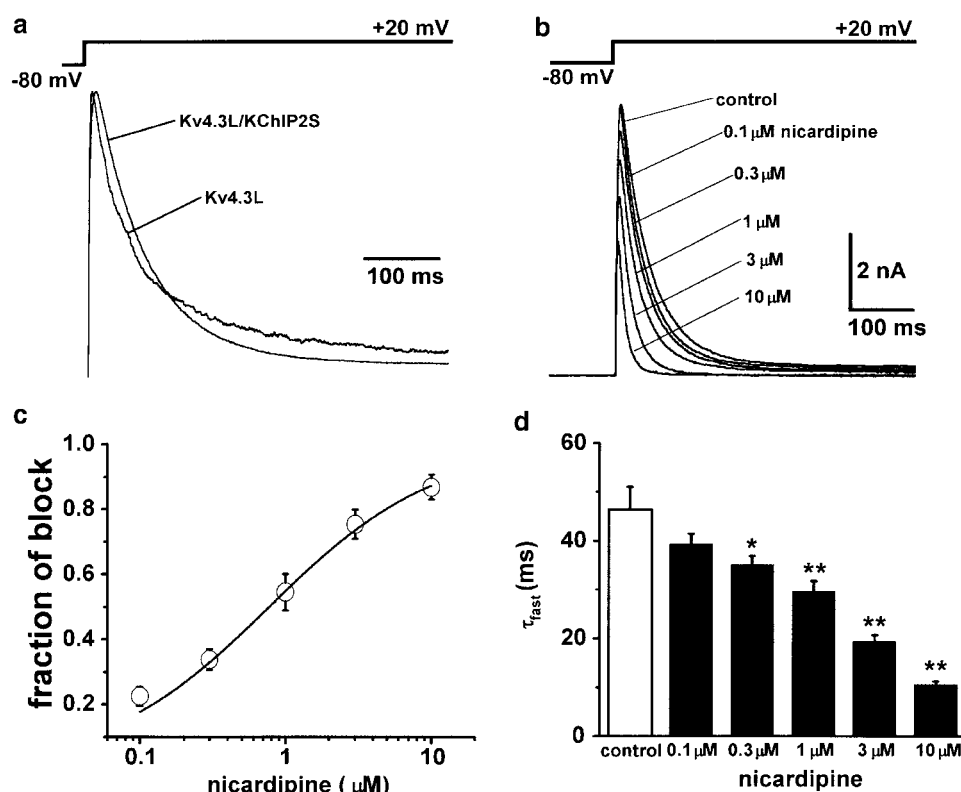 a
+20 mV
-80 mV
Kv4.3L/KChIP2S
Kv4.3L
100 ms
b
+20 mV
-80 mV
control
0.1 μM nicardipine
0.3 μM
1 μM
3 μM
10 μM
2 nA
100 ms
c
fraction of block
1.0
0.8
0.6
0.4
0.2
0.1
1
10
nicardipine ( μM)
d
τfast (ms)
60
40
20
0
*
**
**
**
control
0.1 μM
0.3 μM
1 μM
3 μM
10 μM
nicardipine